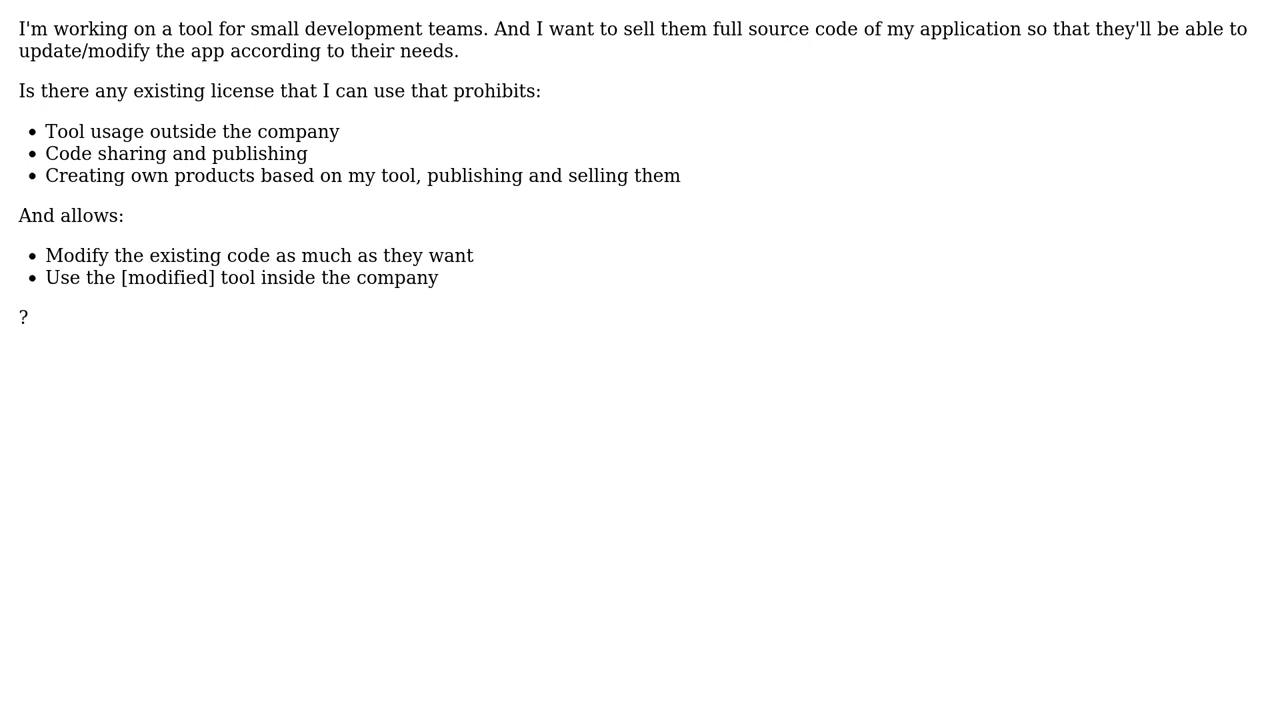 I'm working on a tool for small development teams. And I want to sell them full source code of my application so that they'll be able to
update/modify the app according to their needs.
Is there any existing license that I can use that prohibits:
• Tool usage outside the company
• Code sharing and publishing
• Creating own products based on my tool, publishing and selling them
And allows:
• Modify the existing code as much as they want
• Use the [modified] tool inside the company
?